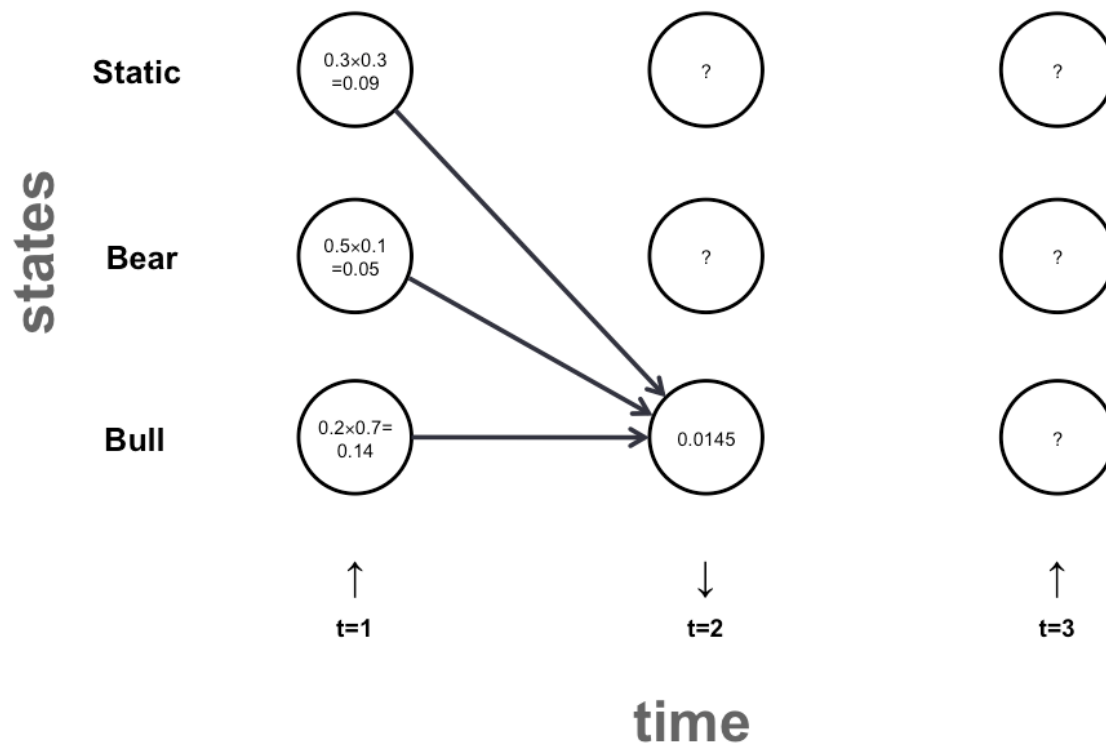 Static
0.3×0.3
=0.09
?
?
states
Bear
0.5×0.1
=0.05
?
?
Bull
0.2×0.7=
0.14
0.0145
?
↑
↓
↑
t=1
t=2
t=3
time